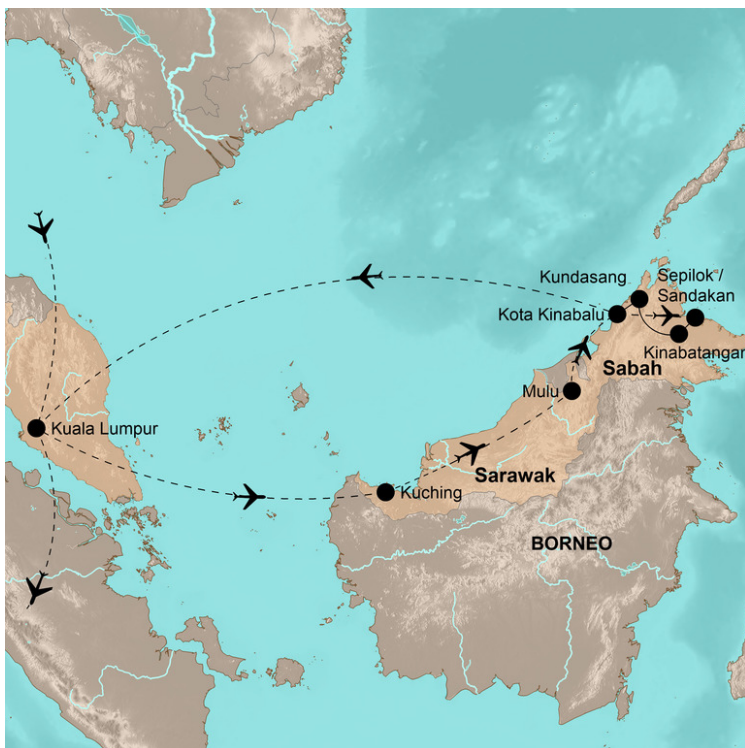 Kundasang
Sepilok /
Sandakan
Kota Kinabalu
Kinabatangan
Sabah
Mulu
Kuala Lumpur
Sarawak
Kuching
BORNEO